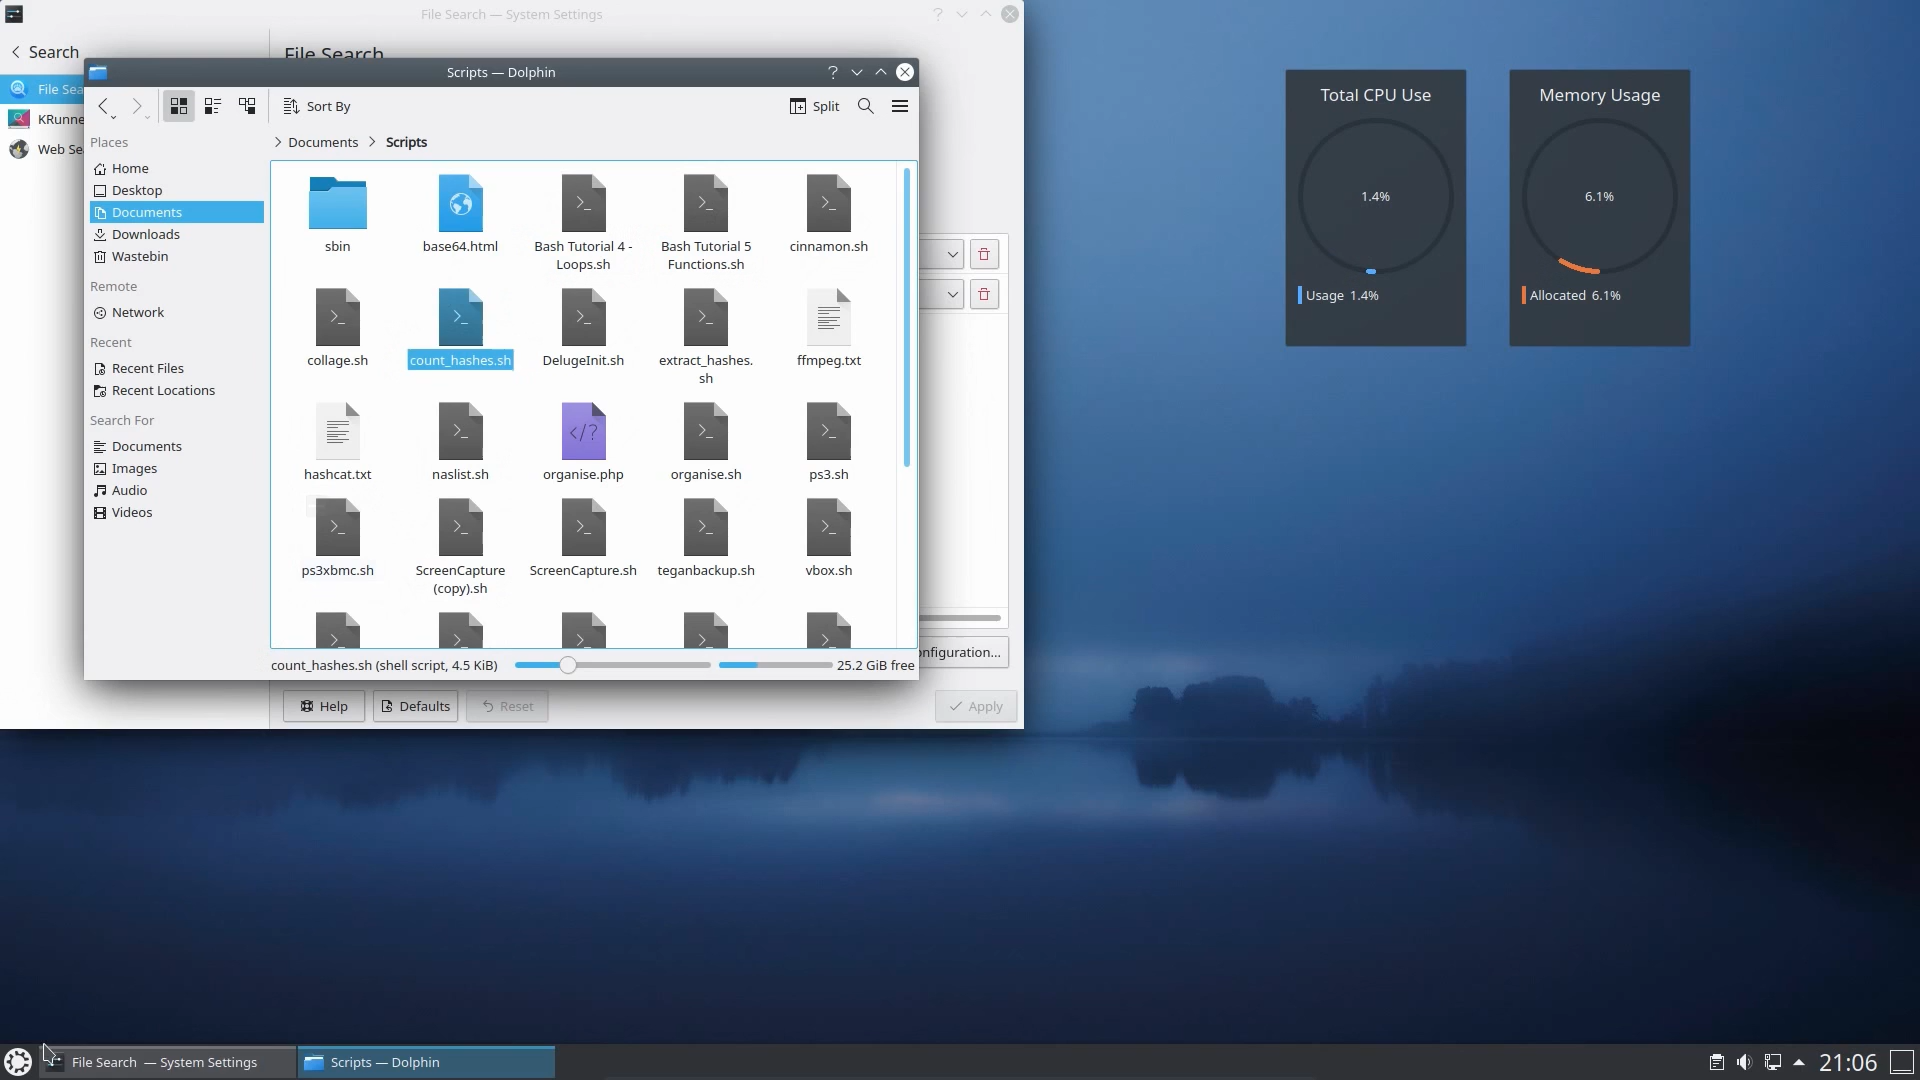 File Search — System Settings
Search
File Search
File Sea
KRunne
Web Se
Scripts — Dolphin
Sort By
Split
Places
Home
Desktop
Documents
Downloads
Wastebin
Remote
Network
Recent
Recent Files
Recent Locations
Search For
Documents
Images
Audio
Videos
Documents
Scripts
sbin
base64.html
Bash Tutorial 4 -
Loops.sh
Bash Tutorial 5
Functions.sh
cinnamon.sh
collage.sh
count_hashes.sh
DelugeInit.sh
extract_hashes.
sh
ffmpeg.txt
hashcat.txt
naslist.sh
organise.php
organise.sh
ps3.sh
ps3xbmc.sh
ScreenCapture
(copy).sh
ScreenCapture.sh
teganbackup.sh
vbox.sh
count_hashes.sh (shell script, 4.5 KiB)
25.2 GiB free
onfiguration...
Help
Defaults
Reset
Apply
Total CPU Use
1.4%
Usage 1.4%
Memory Usage
6.1%
Allocated 6.1%
File Search — System Settings
Scripts — Dolphin
21:06